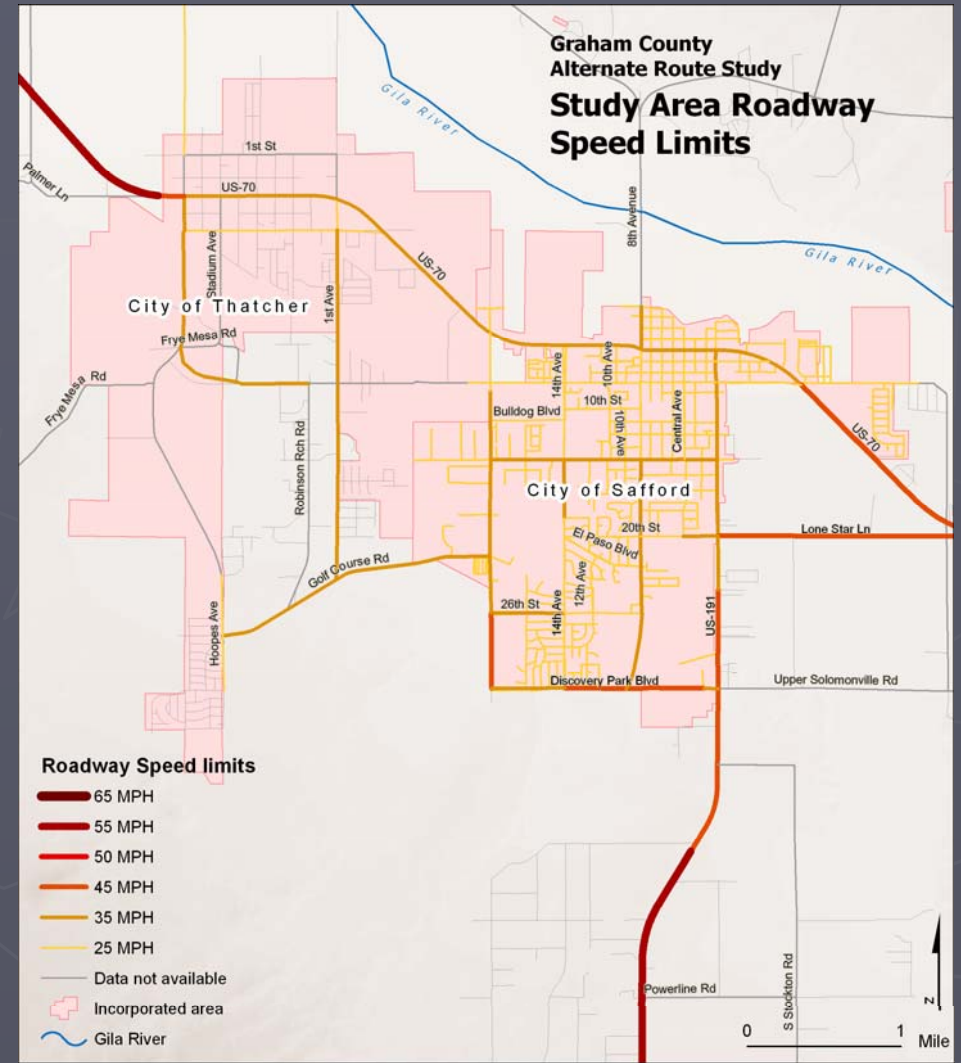 Graham County
Alternate Route Study
Study Area Roadway
Speed Limits
Gila River
Gila River
1st St
Palmer Ln
US-70
8th Avenue
Stadium Ave
US-70
City of Thatcher
1st Ave
Frye Mesa Rd
Frye Mesa Rd
14th Ave
10th Ave
10th St
Bulldog Blvd
10th Ave
Central Ave
US-70
Robinson Rch Rd
City of Safford
20th St
Lone Star Ln
El Paso Blvd
Golf Course Rd
12th Ave
26th St
14th Ave
US-191
Hoopes Ave
Discovery Park Blvd
Upper Solomonville Rd
Roadway Speed limits
65 MPH
55 MPH
50 MPH
45 MPH
35 MPH
25 MPH
Data not available
Incorporated area
Gila River
Powerline Rd
S Stockton Rd
N
0 1
Mile